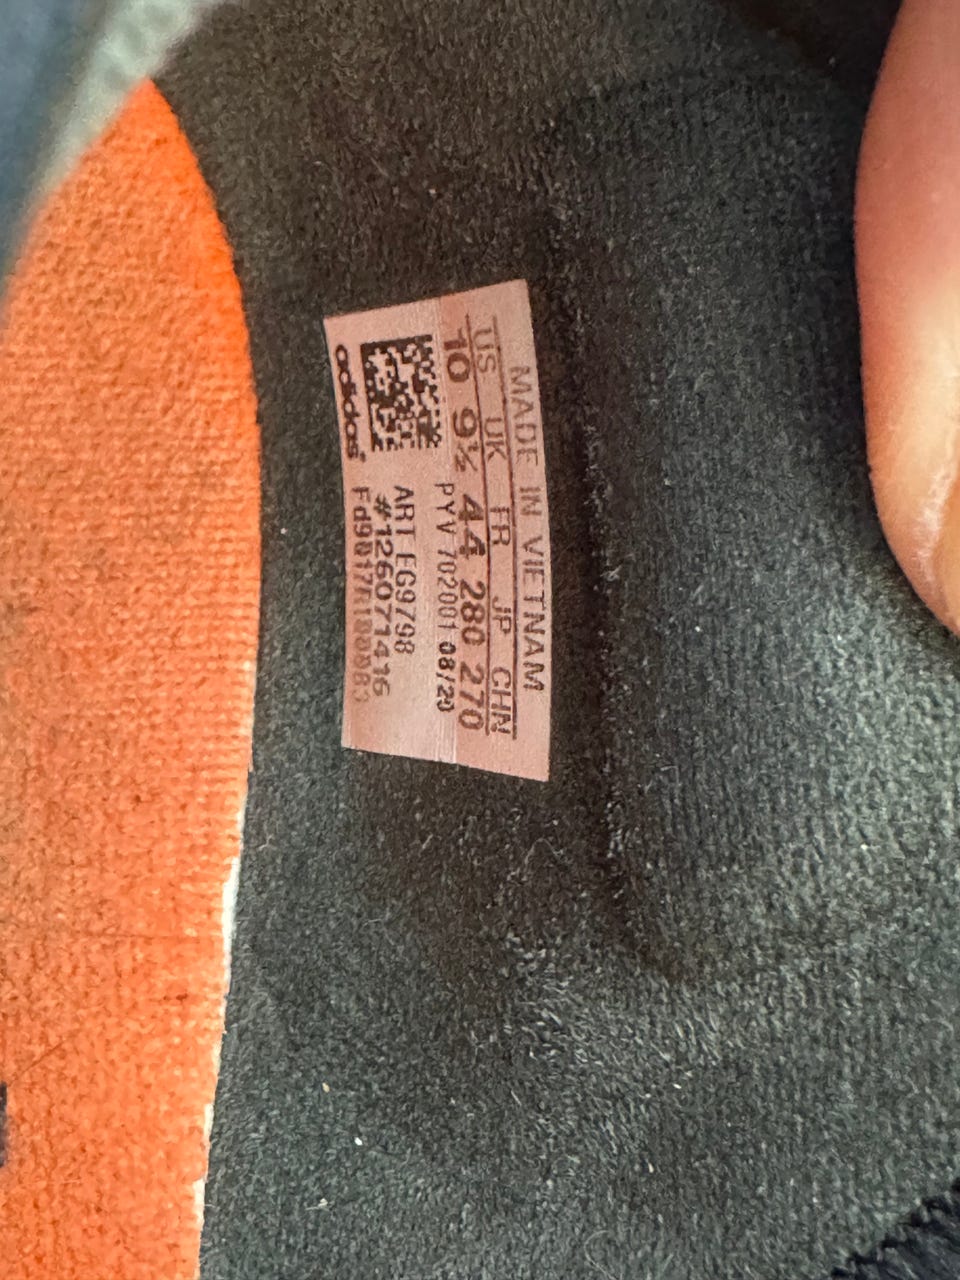 MADE IN VIETNAM
US UK FR JP CHN
10 9½ 44 280 270
PYV 702001 08/20
ART EG9798
#126071416
adidas